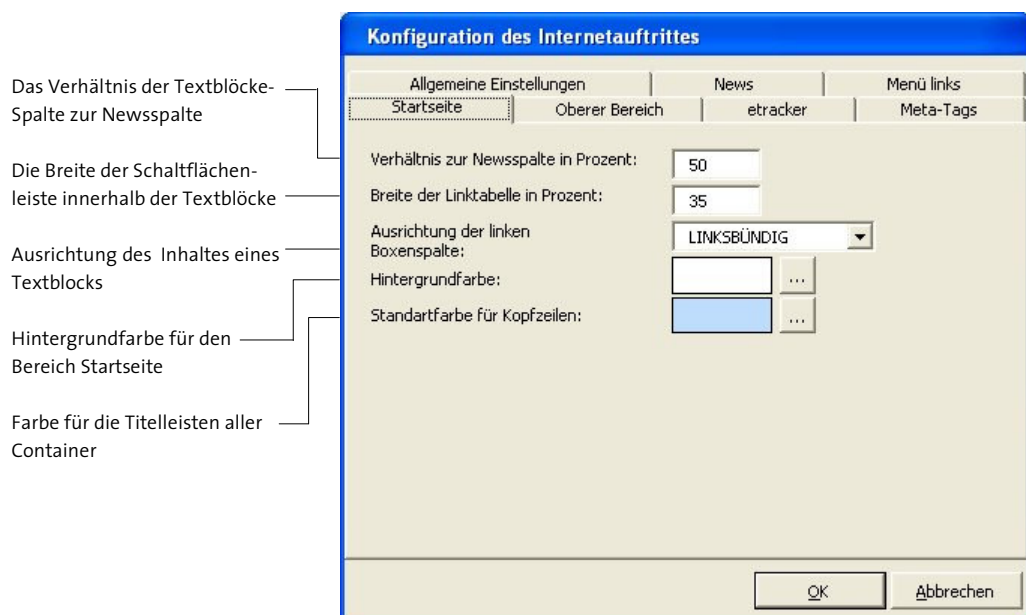 Konfiguration des Internetauftrittes
Allgemeine Einstellungen
News
Menü links
Startseite
Oberer Bereich
etracker
Meta-Tags
Das Verhältnis der Textblöcke-
Spalte zur Newsspalte
Die Breite der Schaltflächen-
leiste innerhalb der Textblöcke
Ausrichtung des Inhaltes eines
Textblocks
Hintergrundfarbe für den
Bereich Startseite
Farbe für die Titelleisten aller
Container
Verhältnis zur Newsspalte in Prozent:
50
Breite der Linktabelle in Prozent:
35
Ausrichtung der linken
Boxenspalte:
LINKSBÜNDIG
Hintergrundfarbe:
...
Standartfarbe für Kopfzeilen:
...
OK
Abbrechen